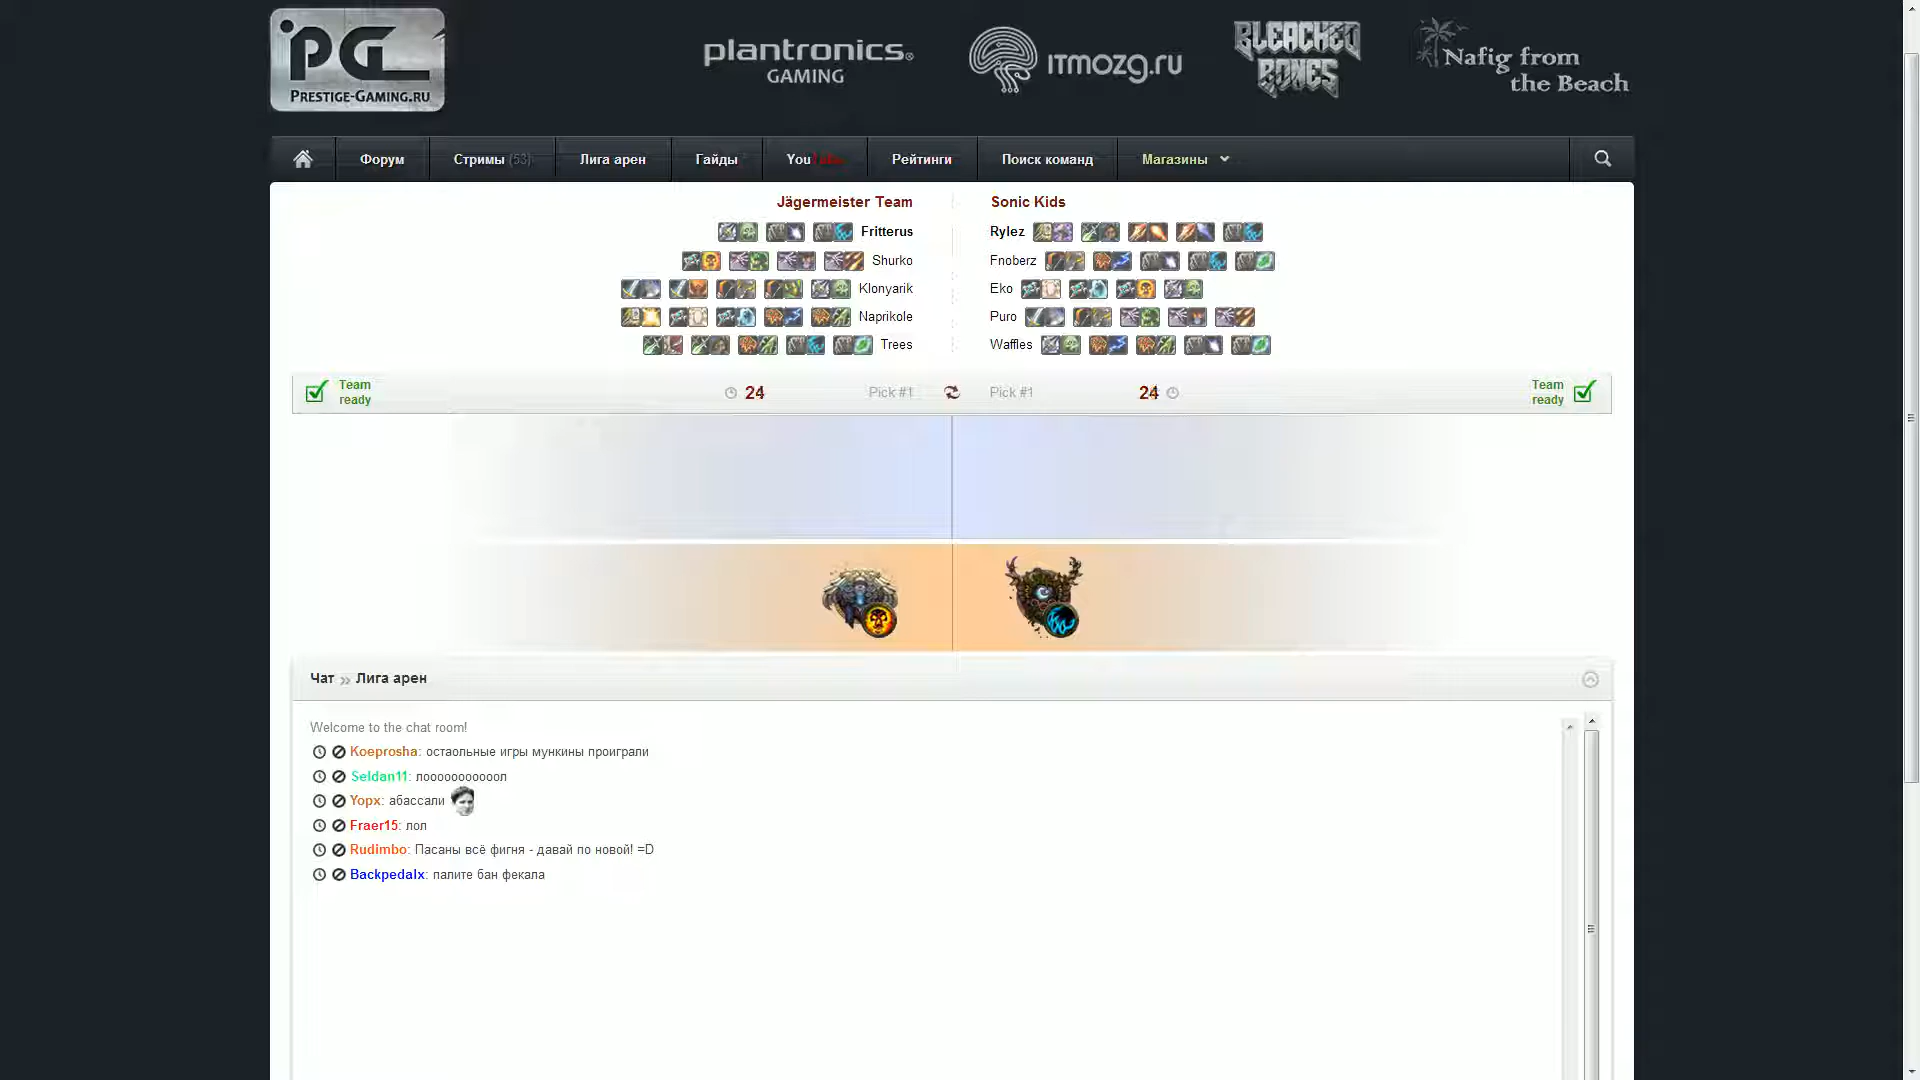 PG
PRESTIGE-GAMING.RU
plantronics®
GAMING
ITMOZG.RU
BLEACHED
BONES
Nafig from
the Beach
Форум
Стримы (53)
Лига арен
Гайды
YouTube
Рейтинги
Поиск команд
Магазины
Jägermeister Team
Sonic Kids
Fritterus
Rylez
Shurko
Fnoberz
Klonyarik
Eko
Naprikole
Puro
Trees
Waffles
Team
ready
24
Pick #1
Pick #1
24
Team
ready
Чат » Лига арен
Welcome to the chat room!
Koeprosha: остаольные игры мункины проиграли
Seldan11: лооооооооооол
Yopx: абассали
Fraer15: лол
Rudimbo: Пасаны всё фигня - давай по новой! =D
Backpedalx: палите бан фекала